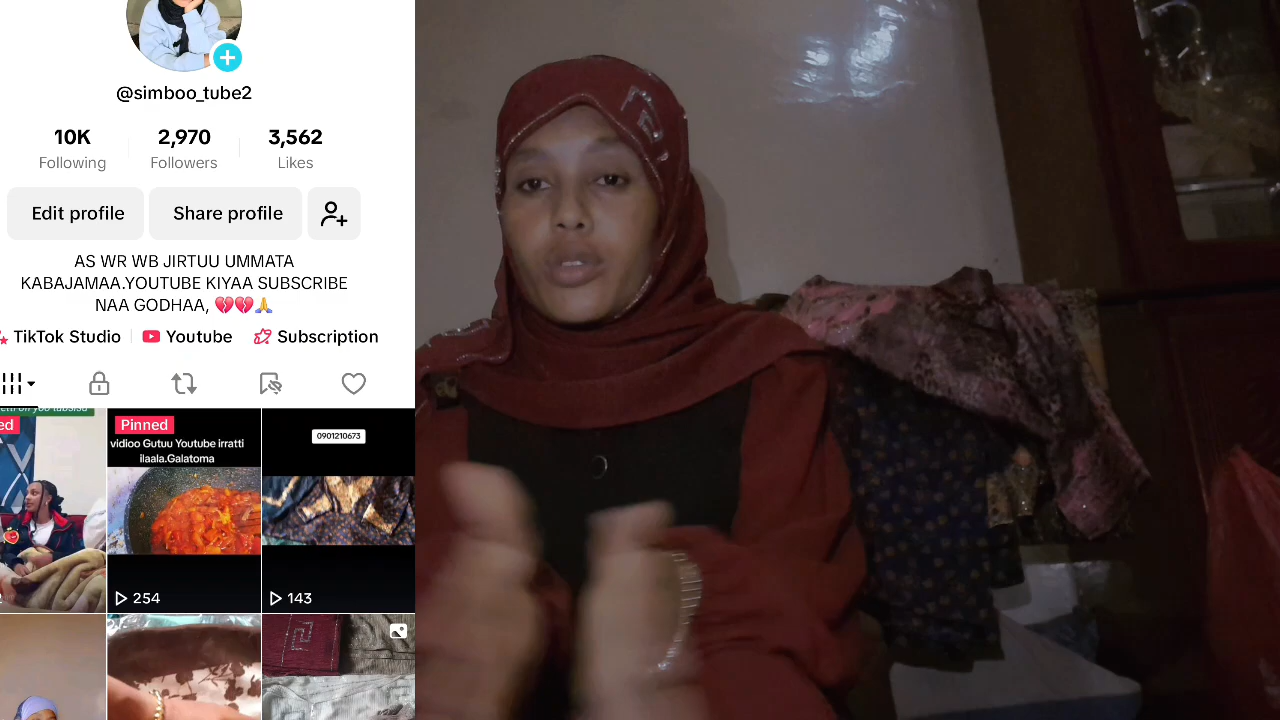 @simboo_tube2
10K
2,970
3,562
Following
Followers
Likes
Edit profile
Share profile
AS WR WB JIRTUU UMMATA
KABAJAMAA.YOUTUBE KIYAA SUBSCRIBE
NAA GODHAA, 💔💔🙏
TikTok Studio
Youtube
Subscription
Pinned
vidioo Gutuu Youtube irratti
ilaala.Galatoma
0901210673
254
143